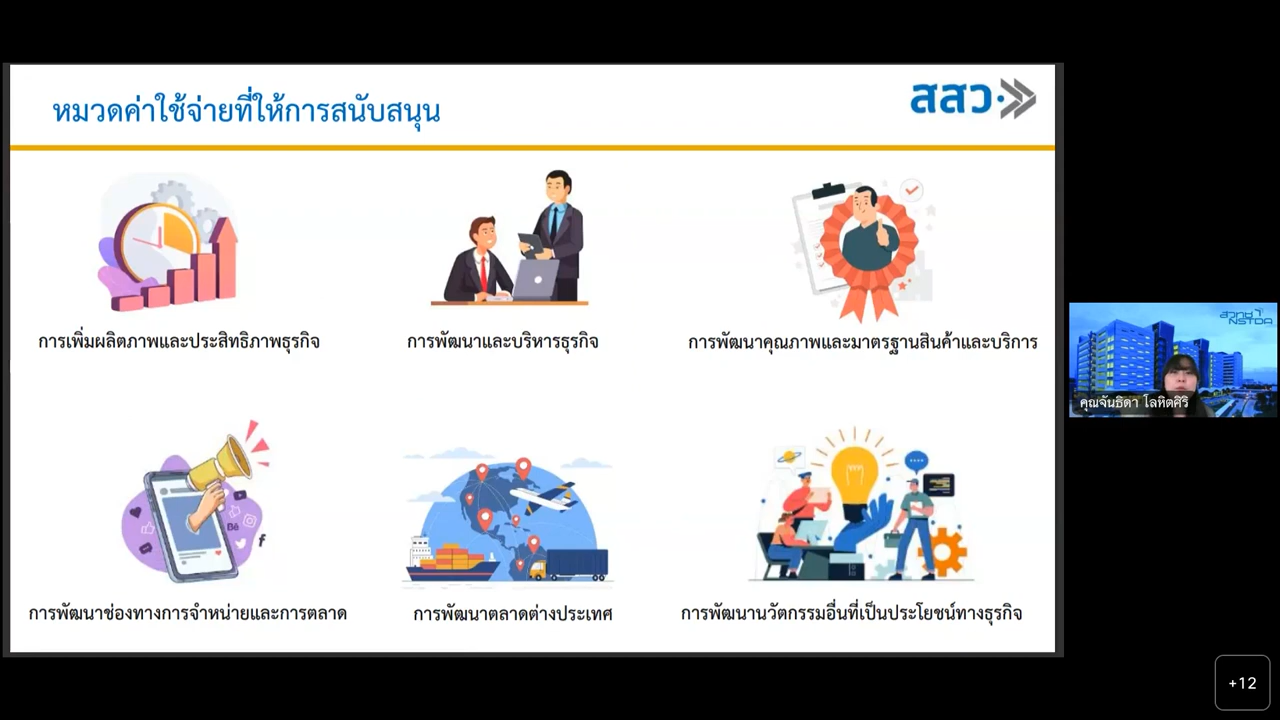 หมวดค่าใช้จ่ายที่ให้การสนับสนุน
สสว
การเพิ่มผลิตภาพและประสิทธิภาพธุรกิจ
การพัฒนาและบริหารธุรกิจ
การพัฒนาคุณภาพและมาตรฐานสินค้าและบริการ
Bē
f
การพัฒนาช่องทางการจำหน่ายและการตลาด
การพัฒนาตลาดต่างประเทศ
การพัฒนานวัตกรรมอื่นที่เป็นประโยชน์ทางธุรกิจ
สวทช
NSTDA
คุณจันธิดา โลหิตศิริ
+12